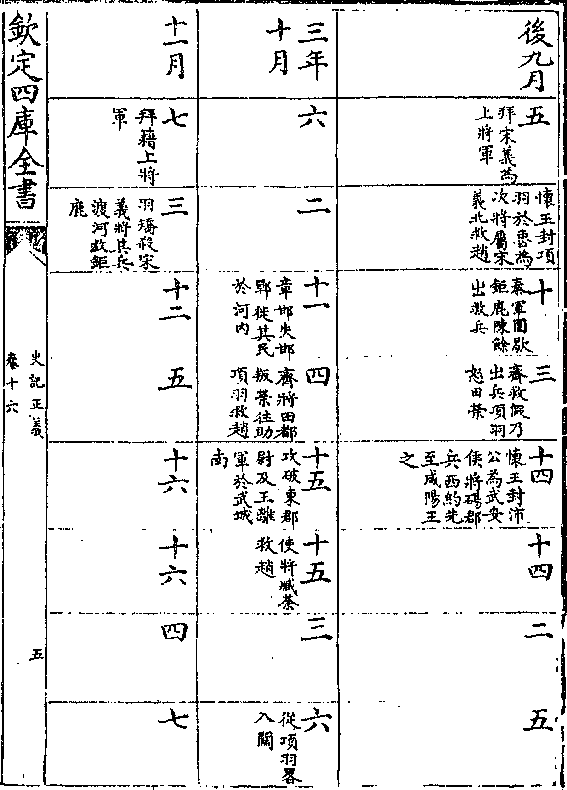 後九月
五
拜宋義為
上將軍
懷王封項
羽於魯為
次將屬宋
義北救趙
十
秦軍圍歇
鉅鹿陳餘
出救兵
三
齊救假乃
出兵項羽
怒田榮
十四
懷王封沛
公為武安
侯將碭郡
兵西約先
至咸陽王
之
十四
二
五
三年
十月
六
二
十一
章邯失邯
鄲徙其民
於河內
四
齊將田都
叛榮往助
項羽救趙
十五
攻破東郡
尉及王離
軍於武城
南
十五
使將臧荼
救趙
三
六
從項羽畧
入關
十一月
七
拜籍上將
軍
三
羽矯殺宋
義將其兵
渡河救鉅
鹿
十二
五
十六
十六
四
七
欽定四庫全書
史記正義
卷十六
五